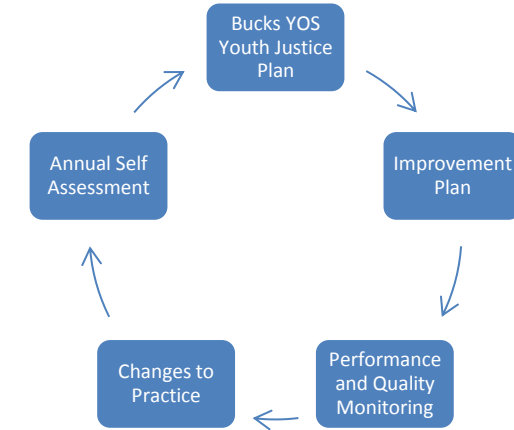 Bucks YOS
Youth Justice
Plan
Improvement
Plan
Performance
and Quality
Monitoring
Changes to
Practice
Annual Self
Assessment